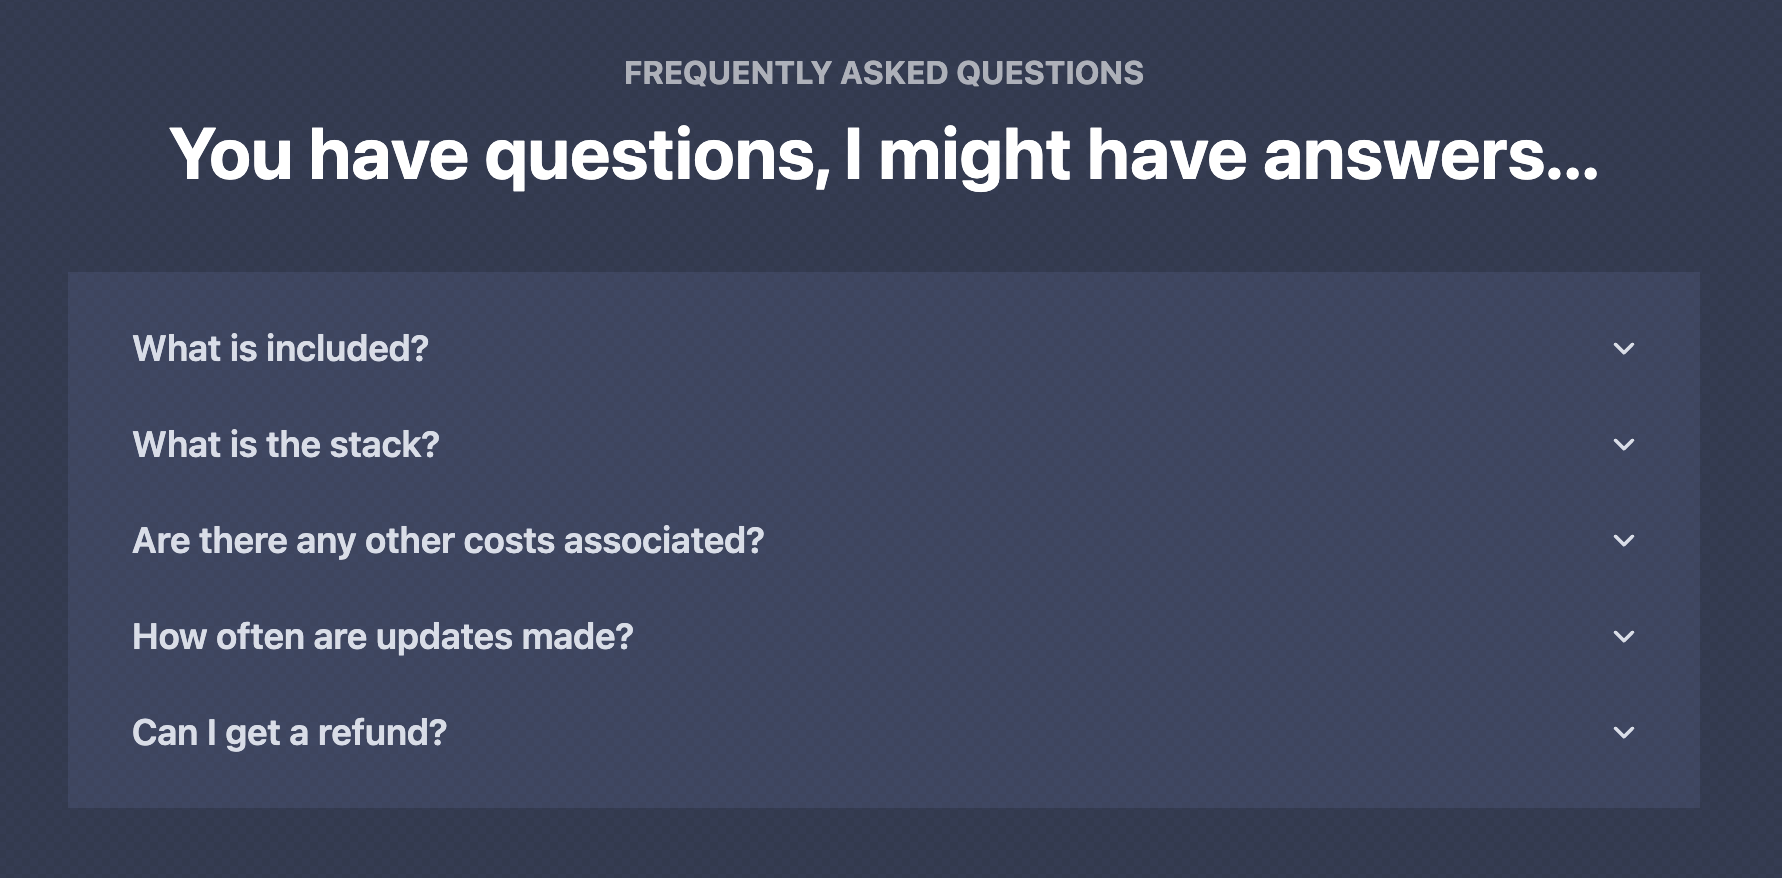 FREQUENTLY ASKED QUESTIONS
You have questions, I might have answers...
What is included?
What is the stack?
Are there any other costs associated?
How often are updates made?
Can I get a refund?